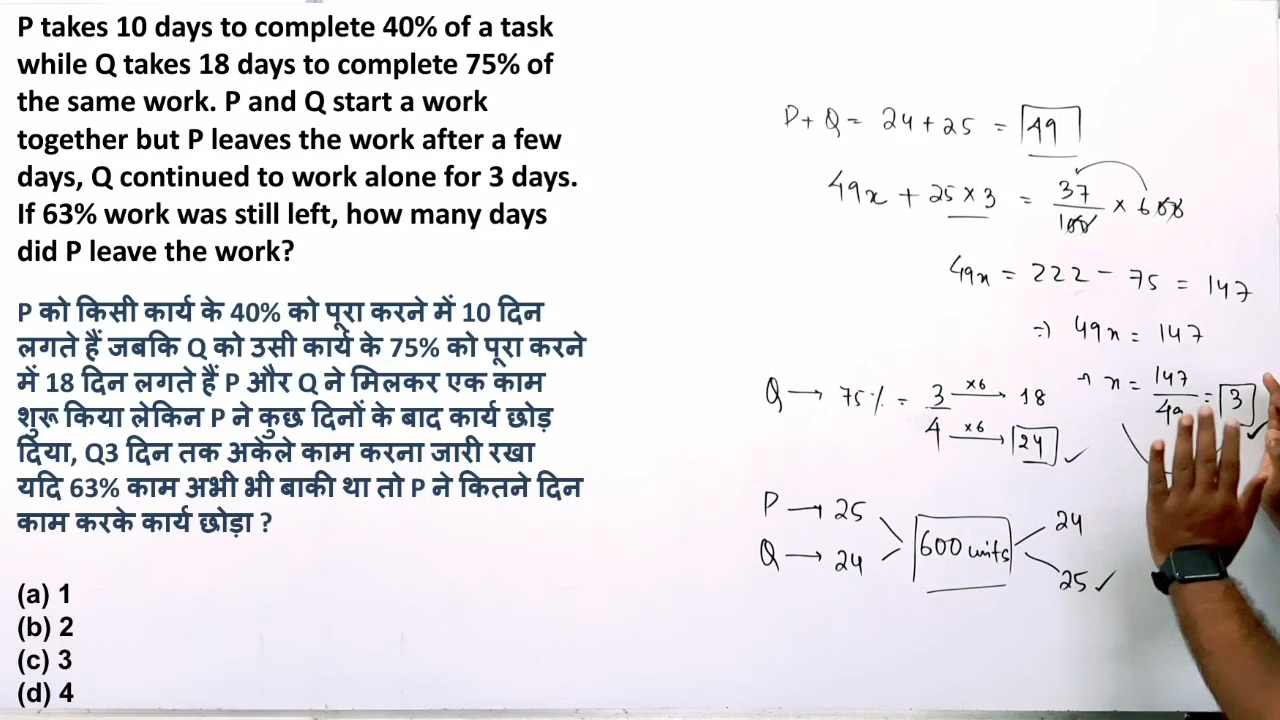 P takes 10 days to complete 40% of a task
while Q takes 18 days to complete 75% of
the same work. P and Q start a work
together but P leaves the work after a few
days, Q continued to work alone for 3 days.
If 63% work was still left, how many days
did P leave the work?
P को किसी कार्य के 40% को पूरा करने में 10 दिन
लगते हैं जबकि Q को उसी कार्य के 75% को पूरा करने
में 18 दिन लगते हैं P और Q ने मिलकर एक काम
शुरू किया लेकिन P ने कुछ दिनों के बाद कार्य छोड़
दिया, Q3 दिन तक अकेले काम करना जारी रखा
यदि 63% काम अभी भी बाकी था तो P ने कितने दिन
काम करके कार्य छोड़ा ?
(a) 1
(b) 2
(c) 3
(d) 4
P+Q = 24+25 = 49
49x + 25×3 = 37/100 × 600
49x = 222 - 75 = 147
⇒ 49x = 147
x = 147/49 = 3
Q → 75% = 3/4
×6 → 18
×6 → 24 ✓
P → 25
Q → 24
600 units
24
25 ✓